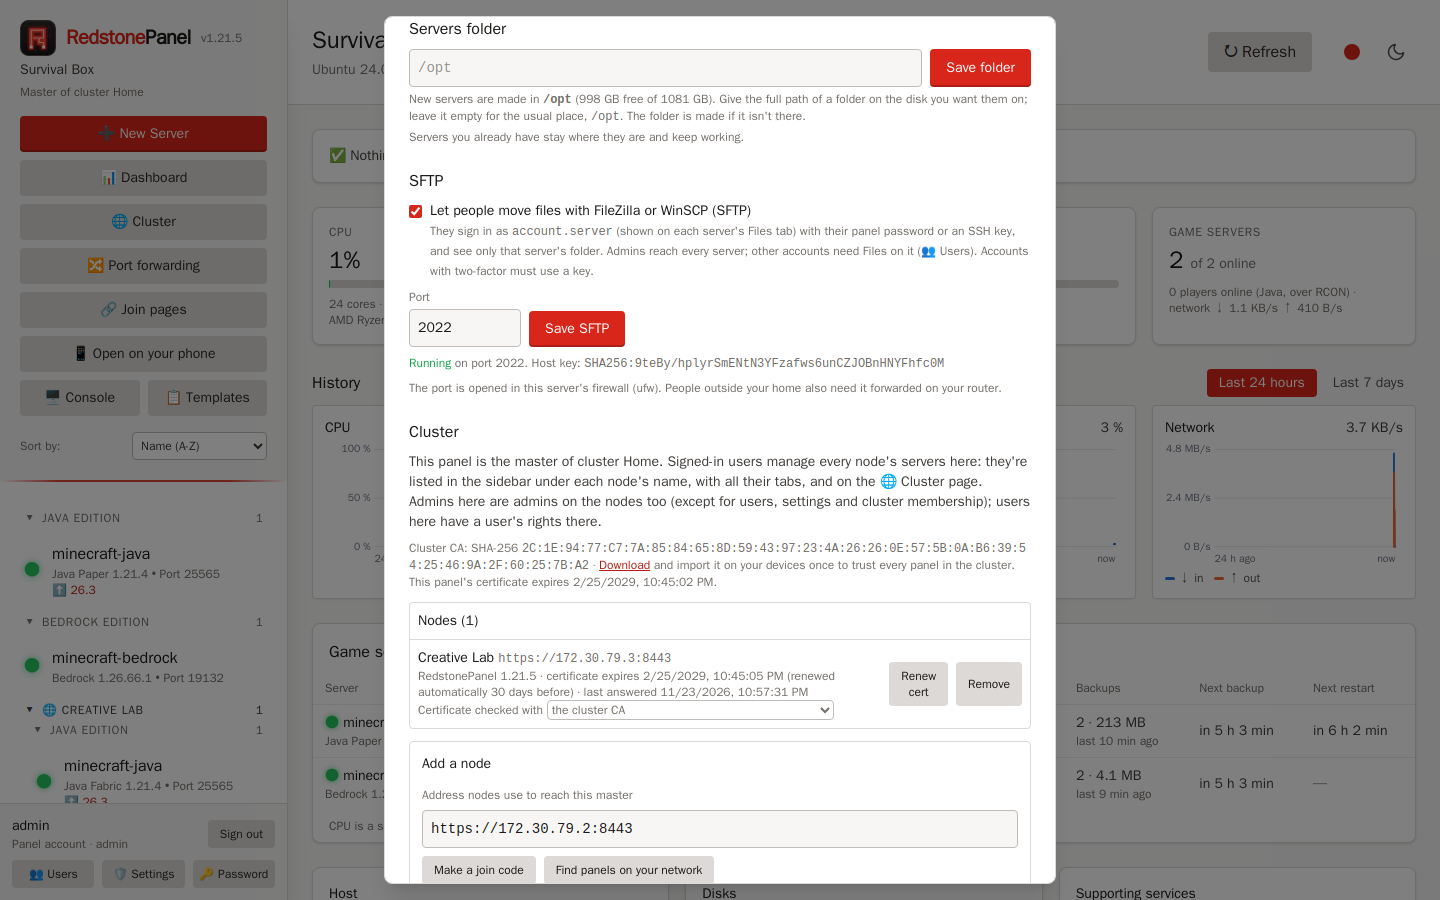 RedstonePanel v1.21.5
Survival Box
Master of cluster Home
➕ New Server
📊 Dashboard
🌐 Cluster
🔀 Port forwarding
🔗 Join pages
📱 Open on your phone
🖥️ Console
📋 Templates
Sort by:
Name (A-Z)
▼ JAVA EDITION 1
minecraft-java
Java Paper 1.21.4 • Port 25565
⬆️ 26.3
▼ BEDROCK EDITION 1
minecraft-bedrock
Bedrock 1.26.66.1 • Port 19132
▼ 🌐 CREATIVE LAB 1
▼ JAVA EDITION 1
minecraft-java
Java Fabric 1.21.4 • Port 25565
⬆️ 26.3
admin
Panel account · admin
Sign out
👥 Users
🛡️ Settings
🔑 Password
Surviva
Ubuntu 24.0
↻ Refresh
✅ Nothin
CPU
1%
24 cores ·
AMD Ryze
GAME SERVERS
2 of 2 online
0 players online (Java, over RCON) ·
network ↓ 1.1 KB/s ↑ 410 B/s
History
Last 24 hours
Last 7 days
CPU
100 %
50 %
0 %
24
3 %
now
Network 3.7 KB/s
4.8 MB/s
2.4 MB/s
0 B/s
24 h ago
now
↓ in ↑ out
Game se
Server
Backups
Next backup
Next restart
minecr
Java Paper
2 · 213 MB
last 10 min ago
in 5 h 3 min
in 6 h 2 min
minecr
Bedrock 1.2
2 · 4.1 MB
last 9 min ago
in 5 h 3 min
—
CPU is a s
Host
Disks
Supporting services
Servers folder
/opt
Save folder
New servers are made in /opt (998 GB free of 1081 GB). Give the full path of a folder on the disk you want them on;
leave it empty for the usual place, /opt. The folder is made if it isn't there.
Servers you already have stay where they are and keep working.
SFTP
Let people move files with FileZilla or WinSCP (SFTP)
They sign in as account.server (shown on each server's Files tab) with their panel password or an SSH key,
and see only that server's folder. Admins reach every server; other accounts need Files on it (👥 Users). Accounts
with two-factor must use a key.
Port
2022
Save SFTP
Running on port 2022. Host key: SHA256:9teBy/hplyrSmENtN3YFzafws6unCZJOBnHNYFhfc0M
The port is opened in this server's firewall (ufw). People outside your home also need it forwarded on your router.
Cluster
This panel is the master of cluster Home. Signed-in users manage every node's servers here: they're
listed in the sidebar under each node's name, with all their tabs, and on the 🌐 Cluster page.
Admins here are admins on the nodes too (except for users, settings and cluster membership); users
here have a user's rights there.
Cluster CA: SHA-256 2C:1E:94:77:C7:7A:85:84:65:8D:59:43:97:23:4A:26:26:0E:57:5B:0A:B6:39:5
4:25:46:9A:2F:60:25:7B:A2 · Download and import it on your devices once to trust every panel in the cluster.
This panel's certificate expires 2/25/2029, 10:45:02 PM.
Nodes (1)
Creative Lab https://172.30.79.3:8443
RedstonePanel 1.21.5 · certificate expires 2/25/2029, 10:45:05 PM (renewed
automatically 30 days before) · last answered 11/23/2026, 10:57:31 PM
Certificate checked with the cluster CA
Renew
cert
Remove
Add a node
Address nodes use to reach this master
https://172.30.79.2:8443
Make a join code
Find panels on your network